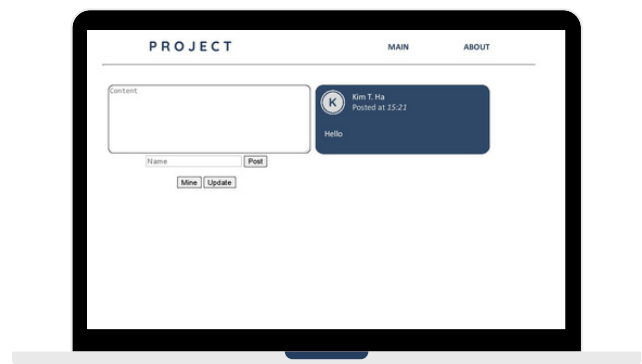 PROJECT
MAIN
ABOUT
Content
K
Kim T. Ha
Posted at 15:21
Hello
Name
Post
Mine
Update